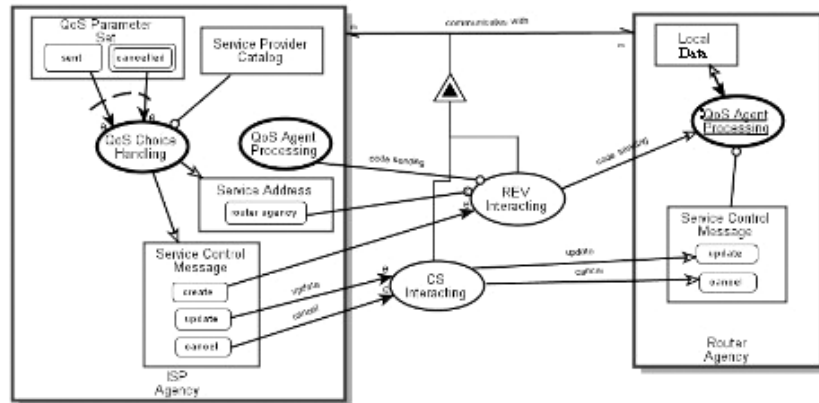 QoS Parameter
Set
sent
cancelled
Service Provider
Catalog
communicates with
Local
Data
QoS Choice
Handling
QoS Agent
Processing
QoS Agent
Processing
code sending
code sending
Service Address
router agency
REV
Interacting
Service Control
Message
create
update
cancel
update
cancel
CS
Interacting
update
cancel
Service Control
Message
update
cancel
ISP
Agency
Router
Agency